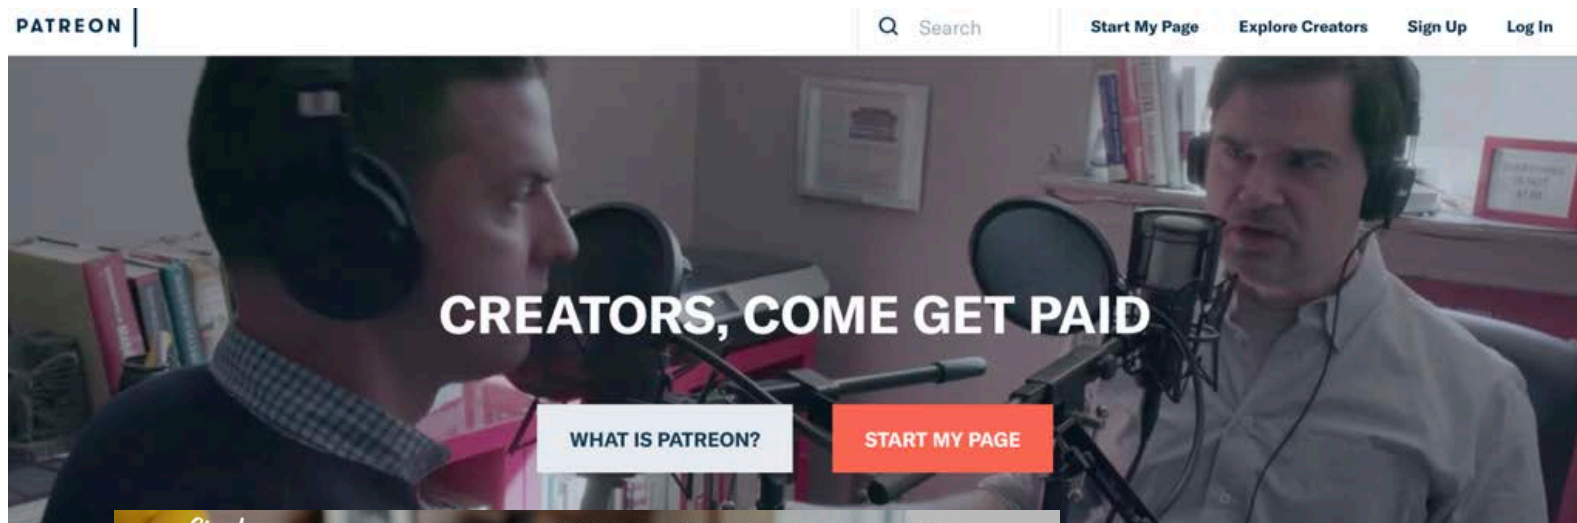 PATREON
Search
Start My Page
Explore Creators
Sign Up
Log In
CREATORS, COME GET PAID
WHAT IS PATREON?
START MY PAGE